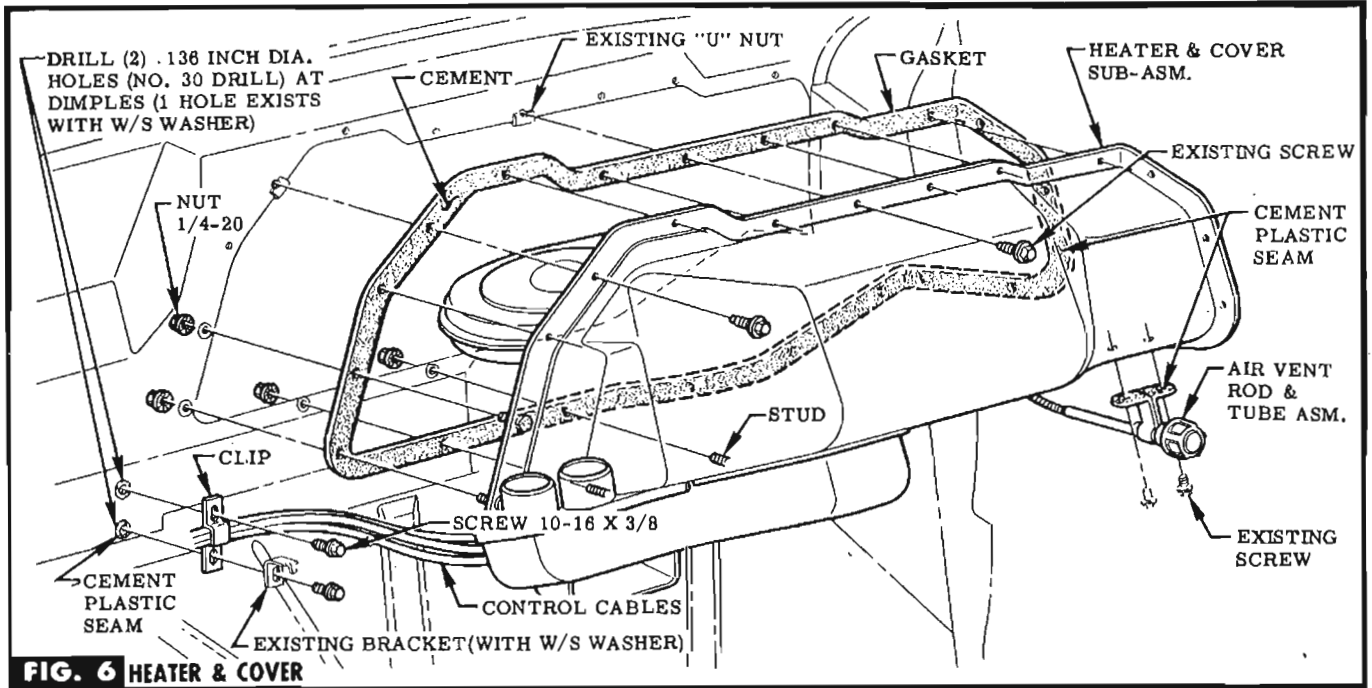 DRILL (2) .136 INCH DIA.
HOLES (NO. 30 DRILL) AT
DIMPLES (1 HOLE EXISTS
WITH W/S WASHER)
EXISTING "U" NUT
CEMENT
GASKET
HEATER & COVER
SUB-ASM.
EXISTING SCREW
NUT
1/4-20
CEMENT
PLASTIC
SEAM
AIR VENT
ROD &
TUBE ASM.
STUD
CLIP
SCREW 10-16 X 3/8
EXISTING
SCREW
CEMENT
PLASTIC
SEAM
CONTROL CABLES
EXISTING BRACKET(WITH W/S WASHER)
FIG. 6 HEATER & COVER